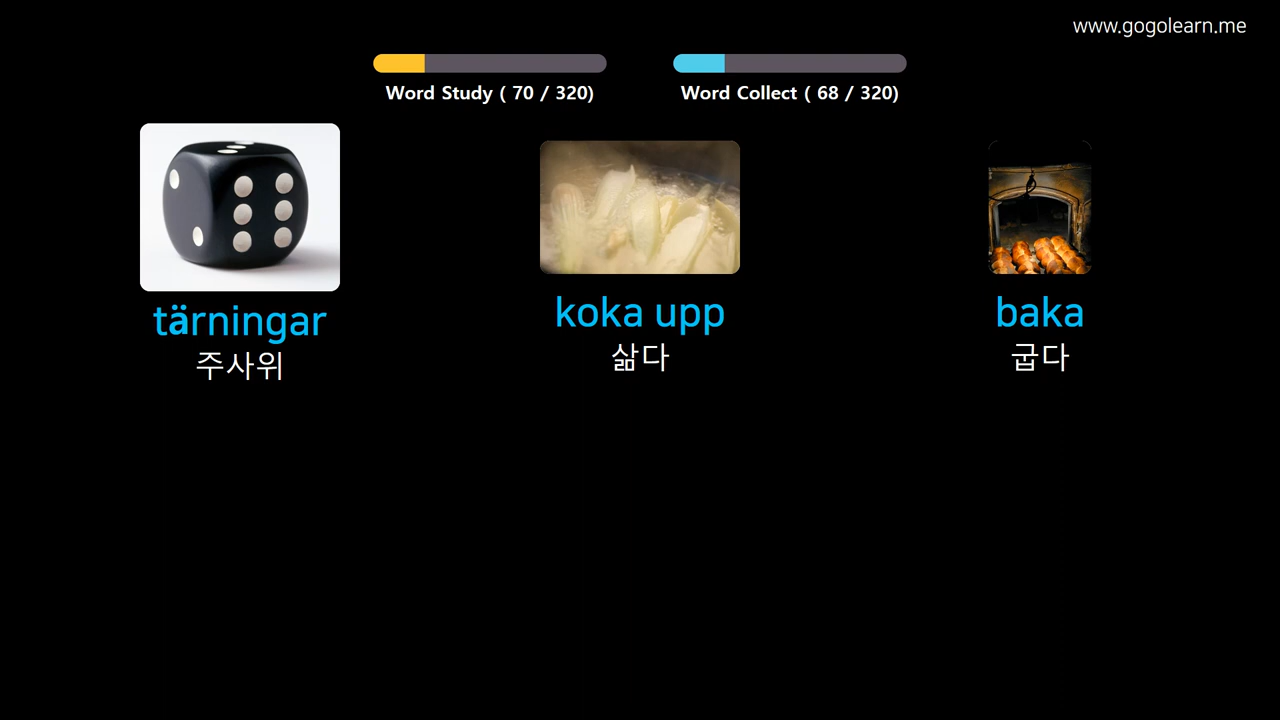 www.gogolearn.me
Word Study ( 70 / 320)
Word Collect ( 68 / 320)
tärningar
주사위
koka upp
삶다
baka
굽다